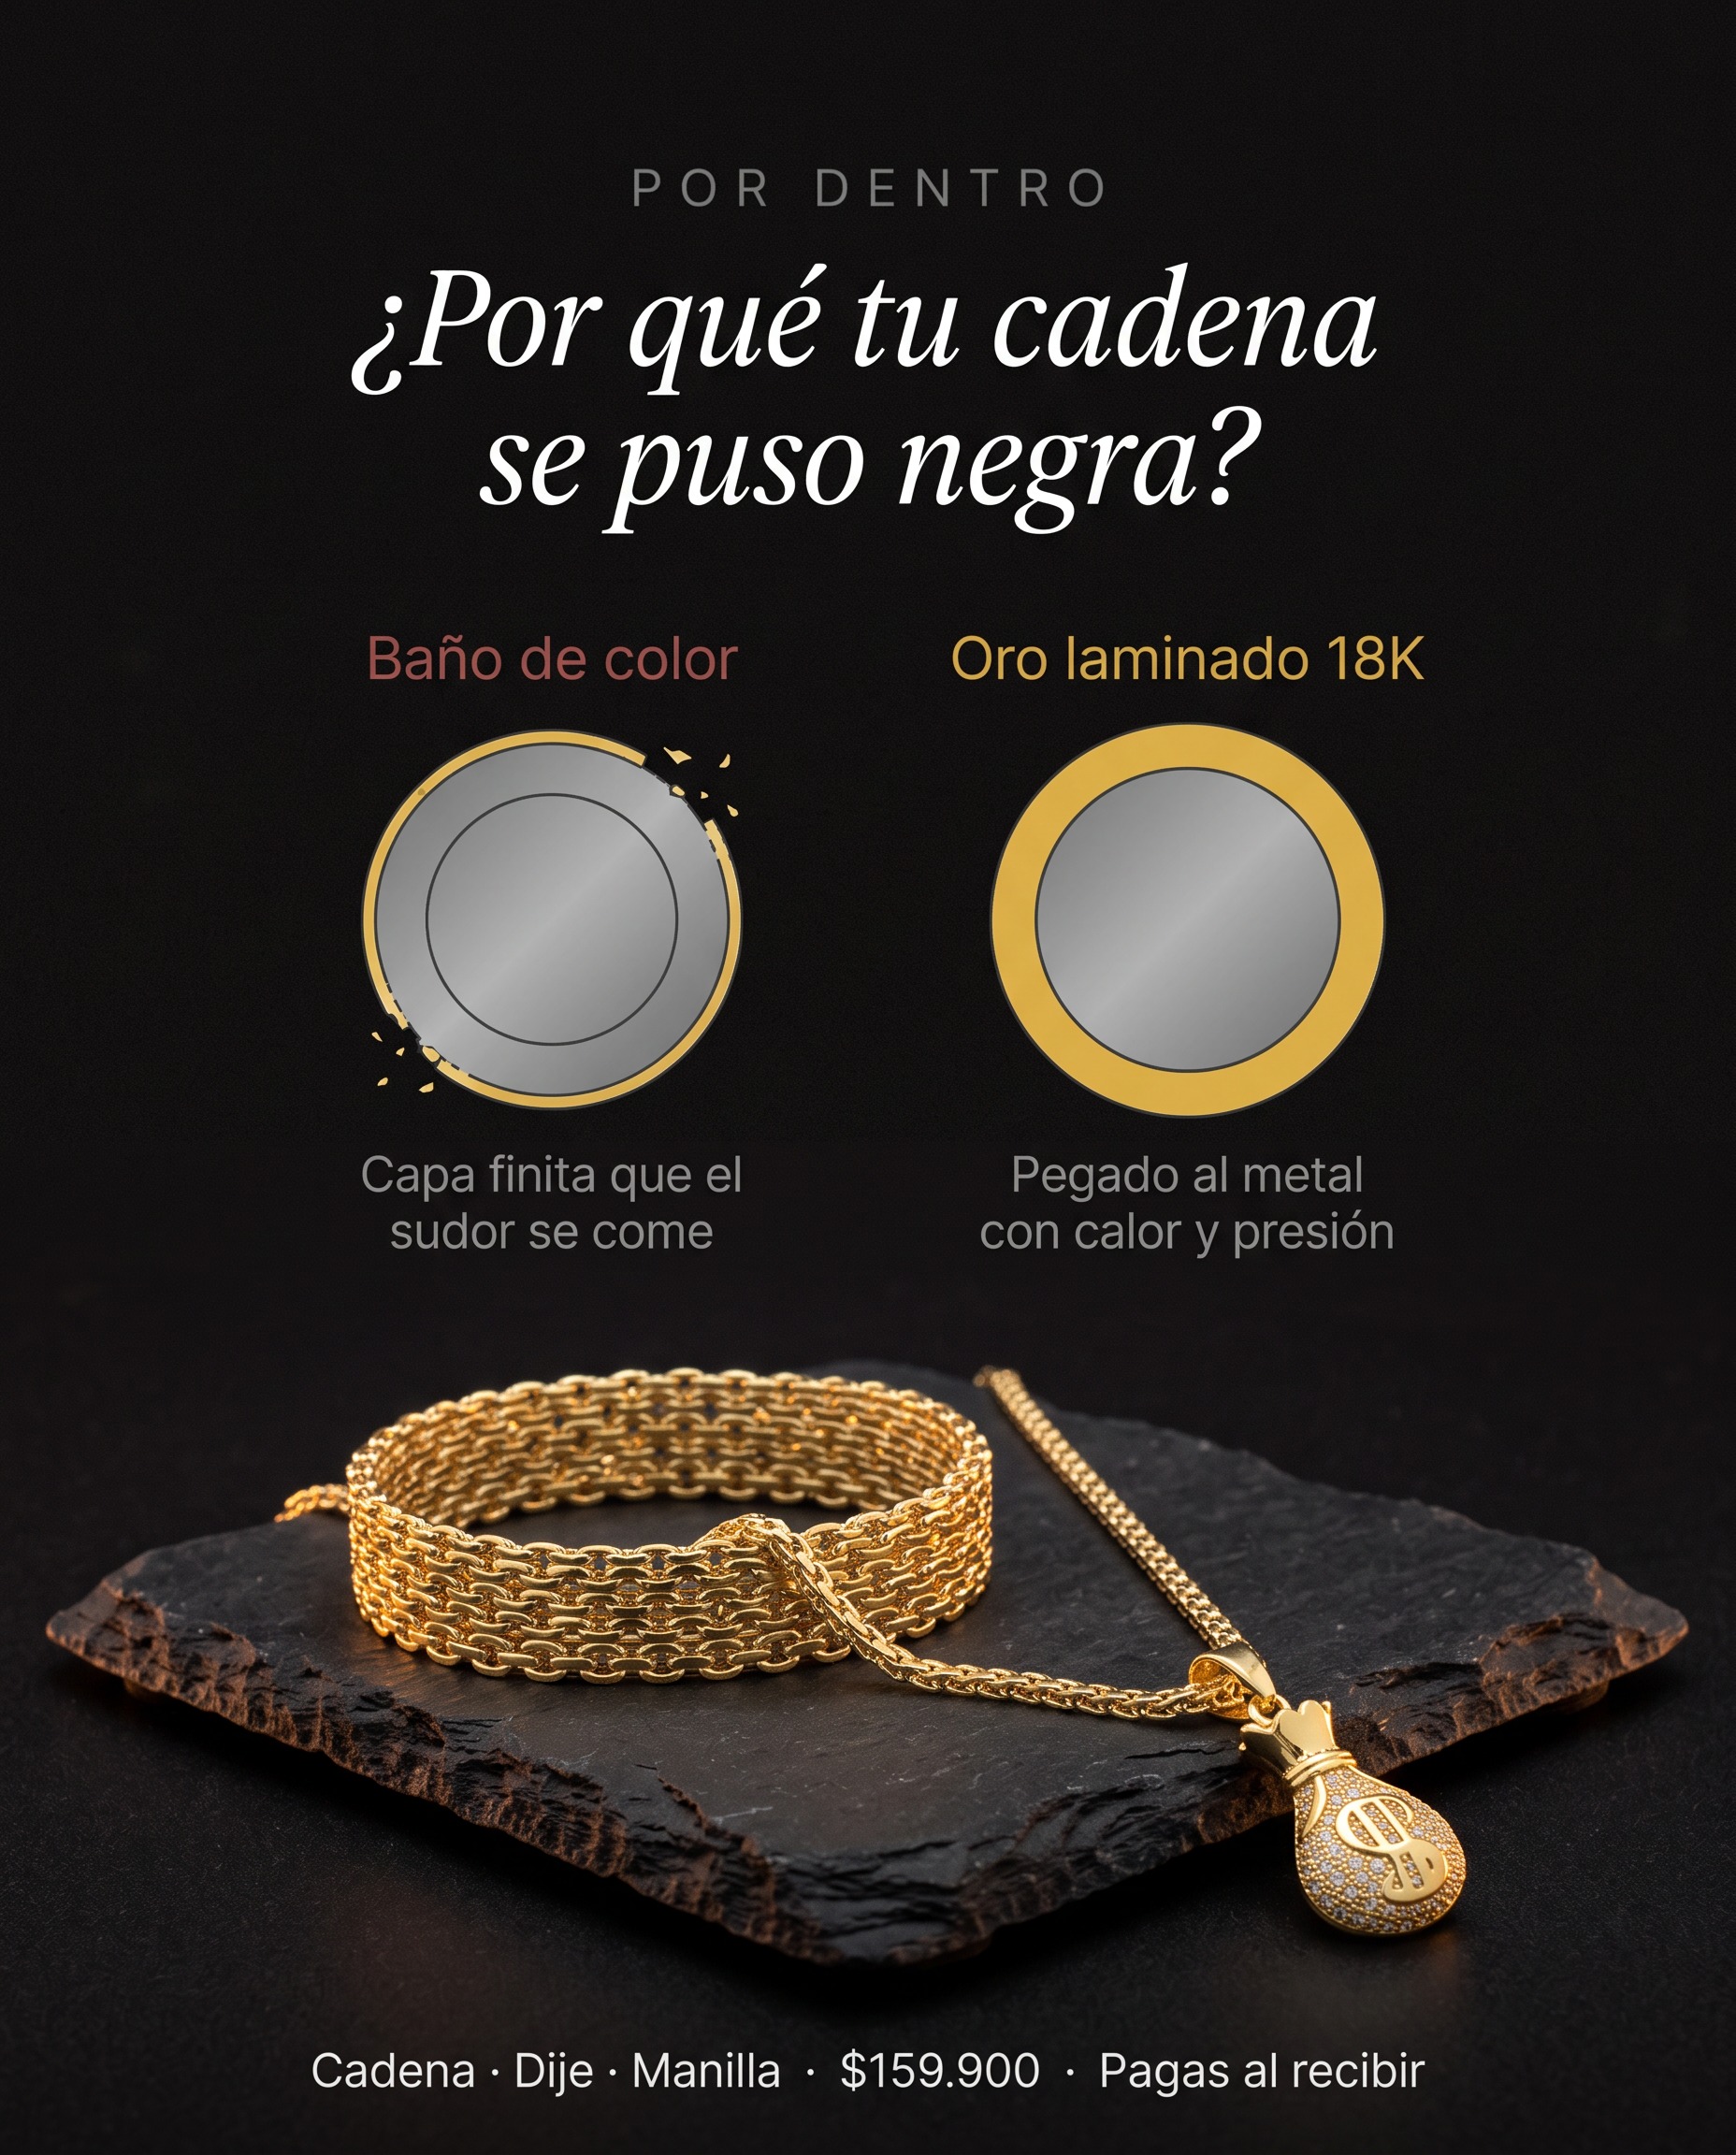 POR DENTRO
¿Por qué tu cadena
se puso negra?
Baño de color
Oro laminado 18K
Capa finita que el
sudor se come
Pegado al metal
con calor y presión
Cadena · Dije · Manilla · $159.900 · Pagas al recibir